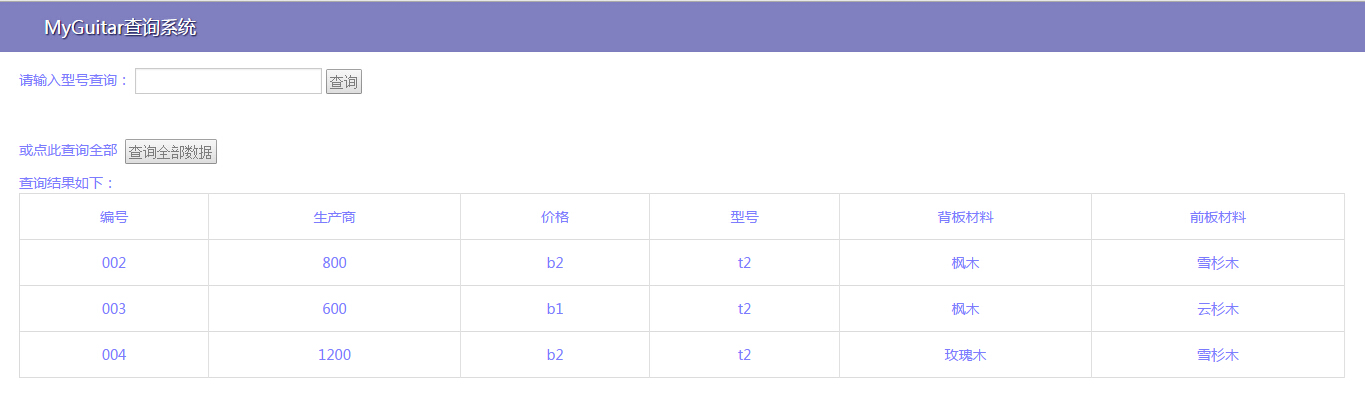 MyGuitar查询系统
请输入型号查询： 查询
或点此查询全部 查询全部数据
查询结果如下：
编号 生产商 价格 型号 背板材料 前板材料
002 800 b2 t2 枫木 雪杉木
003 600 b1 t2 枫木 云杉木
004 1200 b2 t2 玫瑰木 雪杉木